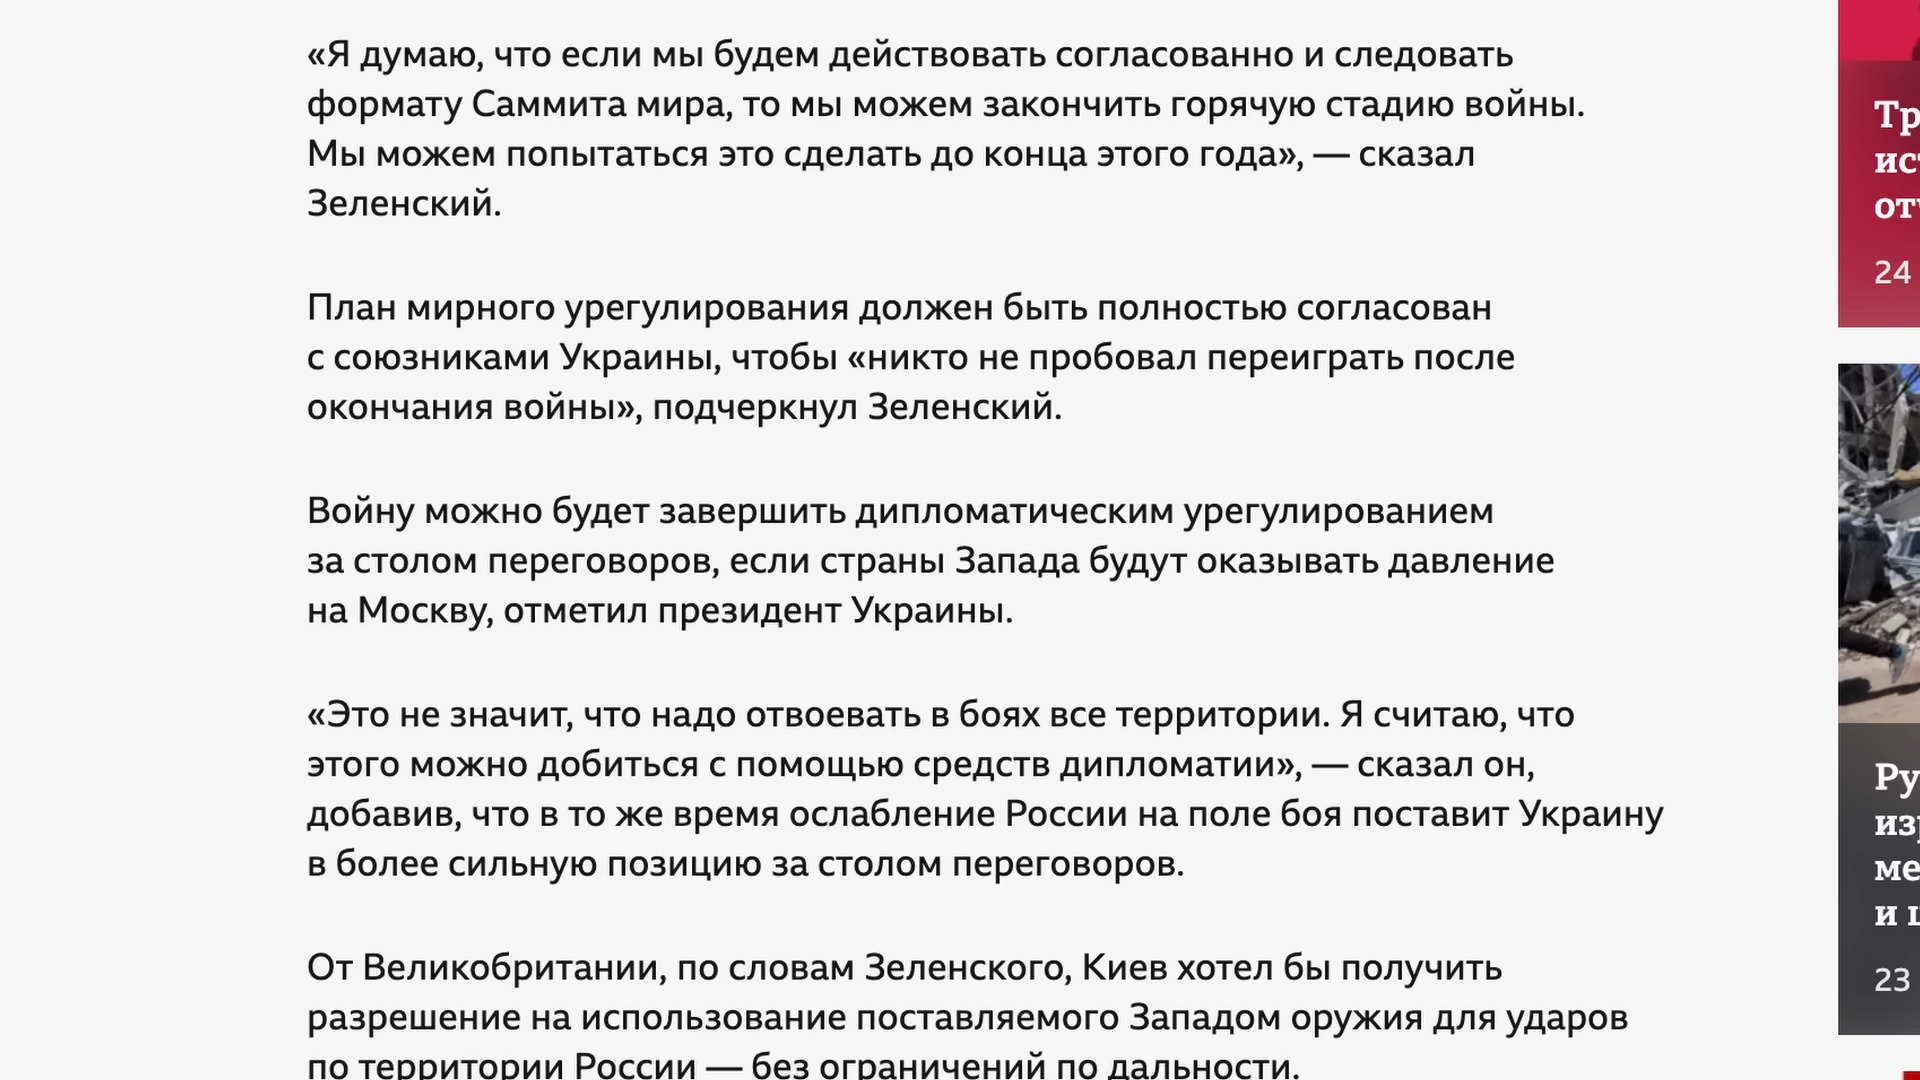 «Я думаю, что если мы будем действовать согласованно и следовать
формату Саммита мира, то мы можем закончить горячую стадию войны.
Мы можем попытаться это сделать до конца этого года», — сказал
Зеленский.
План мирного урегулирования должен быть полностью согласован
с союзниками Украины, чтобы «никто не пробовал переиграть после
окончания войны», подчеркнул Зеленский.
Войну можно будет завершить дипломатическим урегулированием
за столом переговоров, если страны Запада будут оказывать давление
на Москву, отметил президент Украины.
«Это не значит, что надо отвоевать в боях все территории. Я считаю, что
этого можно добиться с помощью средств дипломатии», — сказал он,
добавив, что в то же время ослабление России на поле боя поставит Украину
в более сильную позицию за столом переговоров.
От Великобритании, по словам Зеленского, Киев хотел бы получить
разрешение на использование поставляемого Западом оружия для ударов
по территории России — без ограничений по дальности.
24
23